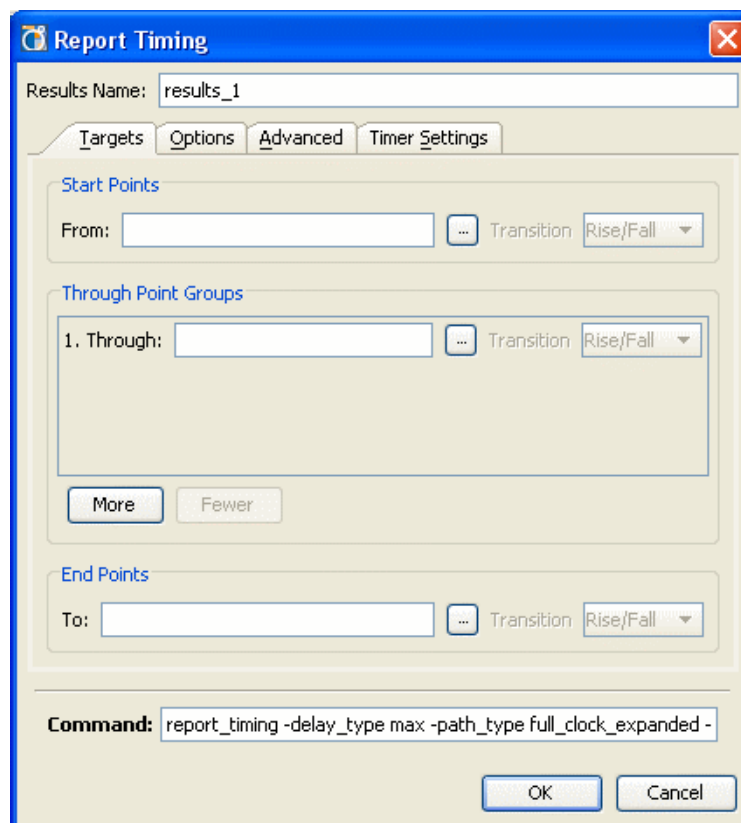 Report Timing
Results Name: results_1
Targets Options Advanced Timer Settings
Start Points
From: ... Transition Rise/Fall
Through Point Groups
1. Through: ... Transition Rise/Fall
More Fewer
End Points
To: ... Transition Rise/Fall
Command: report_timing -delay_type max -path_type full_clock_expanded -
OK Cancel